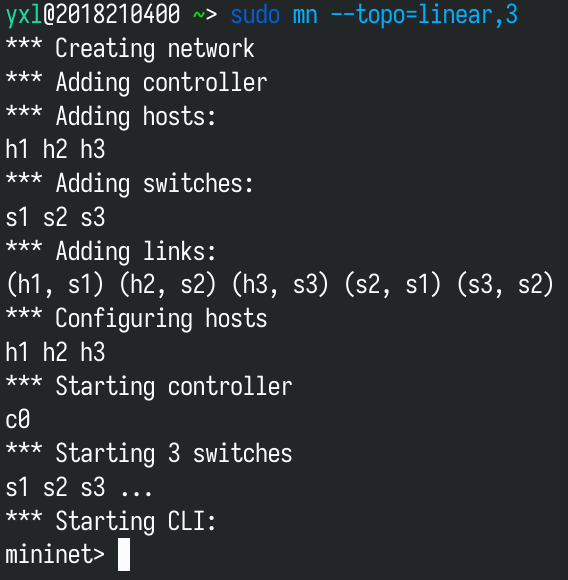 yxl@2018210400 ~> sudo mn --topo=linear,3
*** Creating network
*** Adding controller
*** Adding hosts:
h1 h2 h3
*** Adding switches:
s1 s2 s3
*** Adding links:
(h1, s1) (h2, s2) (h3, s3) (s2, s1) (s3, s2)
*** Configuring hosts
h1 h2 h3
*** Starting controller
c0
*** Starting 3 switches
s1 s2 s3 ...
*** Starting CLI:
mininet>